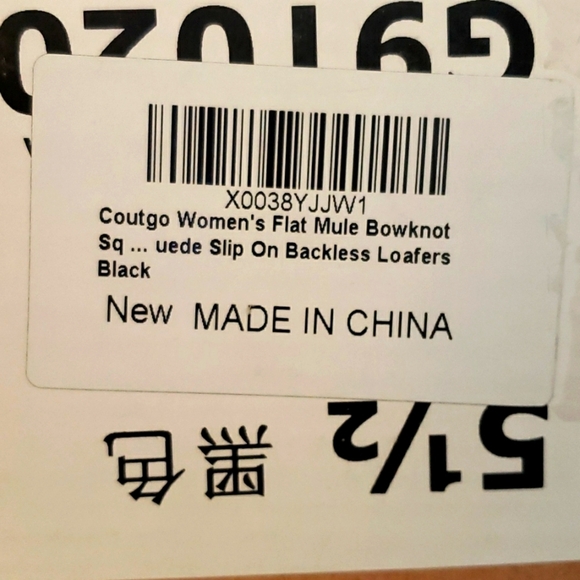 X0038YJJW1
Coutgo Women's Flat Mule Bowknot
Sq ... uede Slip On Backless Loafers
Black
New MADE IN CHINA
5½ 黑色